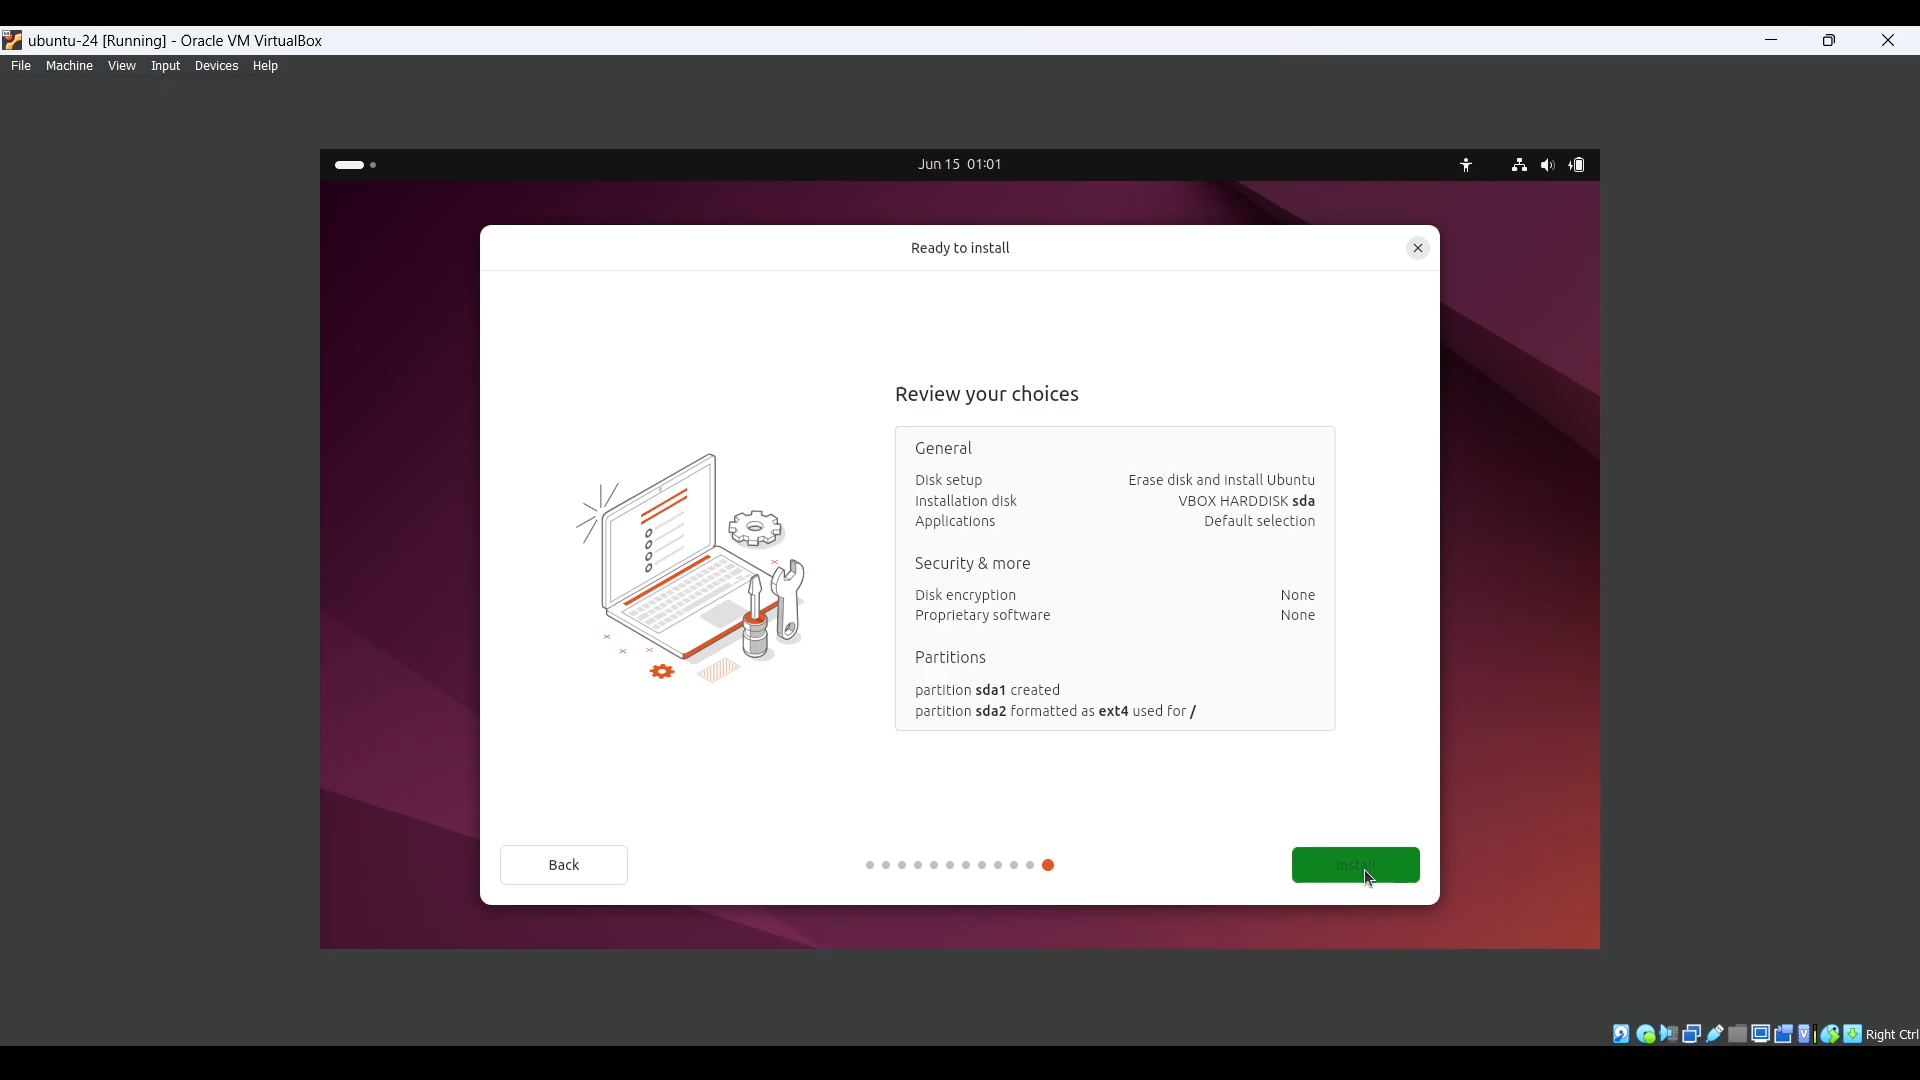 ubuntu-24 [Running] - Oracle VM VirtualBox
File Machine View Input Devices Help
Jun 15 01:01
Ready to install
Review your choices
General
Disk setup Erase disk and install Ubuntu
Installation disk VBOX HARDDISK sda
Applications Default selection
Security & more
Disk encryption None
Proprietary software None
Partitions
partition sda1 created
partition sda2 formatted as ext4 used for /
Back Install
Right Ctrl